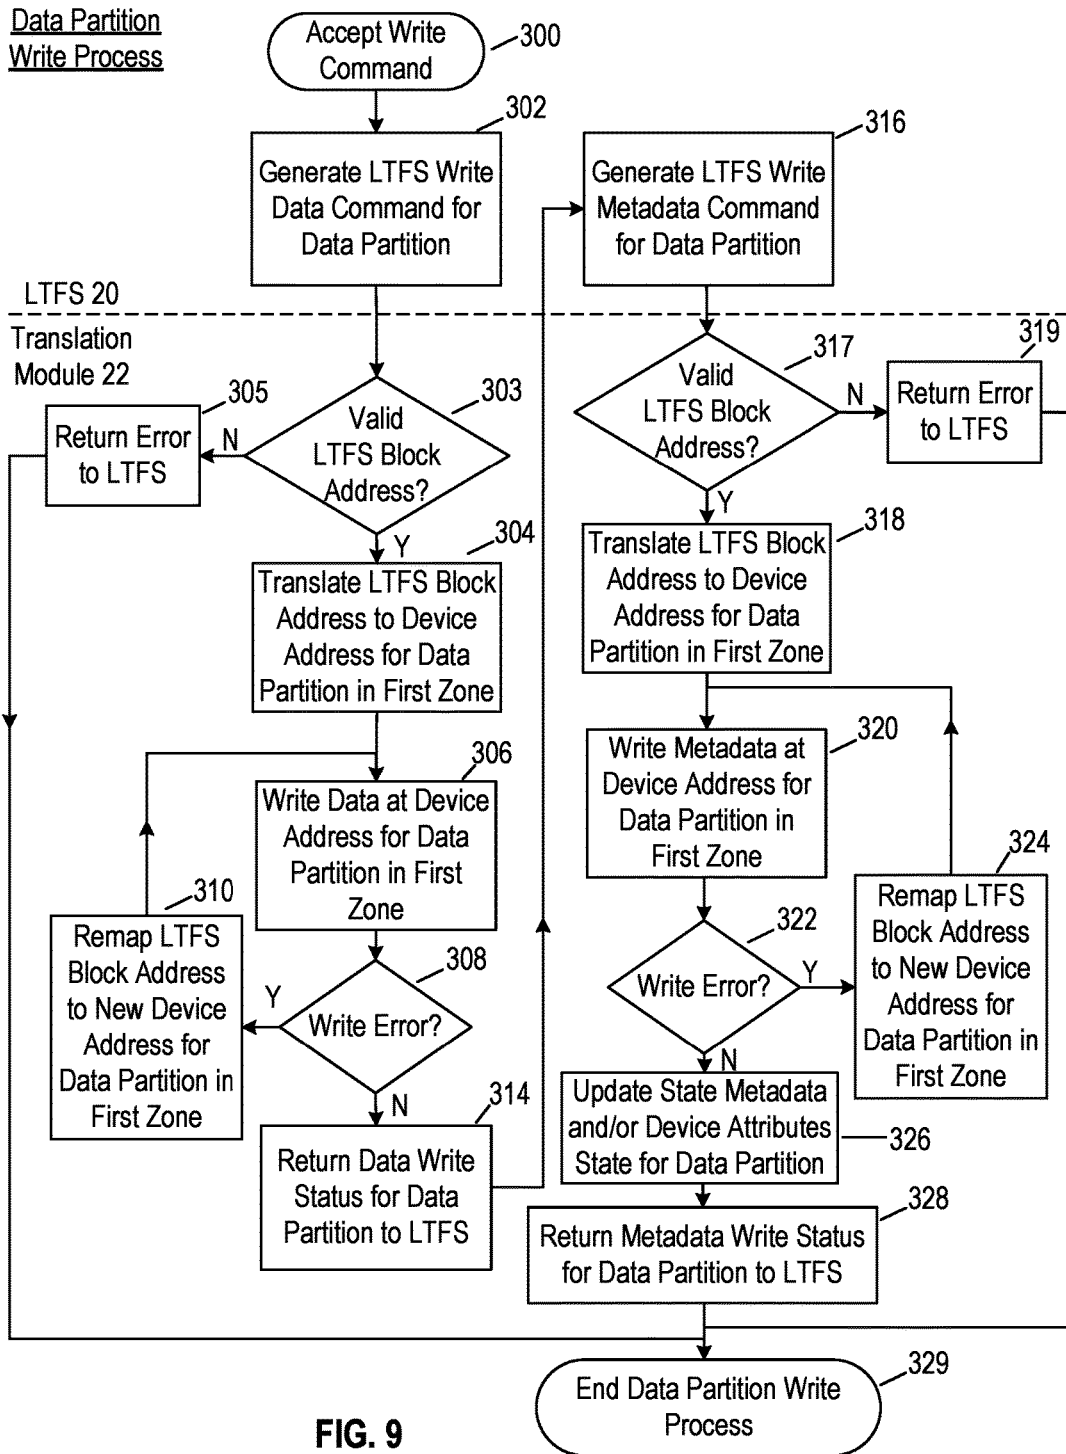 Data Partition
Write Process
Accept Write
Command
300
302
Generate LTFS Write
Data Command for
Data Partition
316
Generate LTFS Write
Metadata Command
for Data Partition
LTFS 20
Translation
Module 22
303
Valid
LTFS Block
Address?
N
305
Return Error
to LTFS
Y
304
Translate LTFS Block
Address to Device
Address for Data
Partition in First Zone
306
Write Data at Device
Address for Data
Partition in First
Zone
308
Write Error?
Y
310
Remap LTFS
Block Address
to New Device
Address for
Data Partition in
First Zone
N
314
Return Data Write
Status for Data
Partition to LTFS
317
Valid
LTFS Block
Address?
N
319
Return Error
to LTFS
Y
318
Translate LTFS Block
Address to Device
Address for Data
Partition in First Zone
320
Write Metadata at
Device Address for
Data Partition in
First Zone
322
Write Error?
Y
324
Remap LTFS
Block Address
to New Device
Address for
Data Partition in
First Zone
N
Update State Metadata
and/or Device Attributes
State for Data Partition
326
328
Return Metadata Write Status
for Data Partition to LTFS
329
End Data Partition Write
Process
FIG. 9